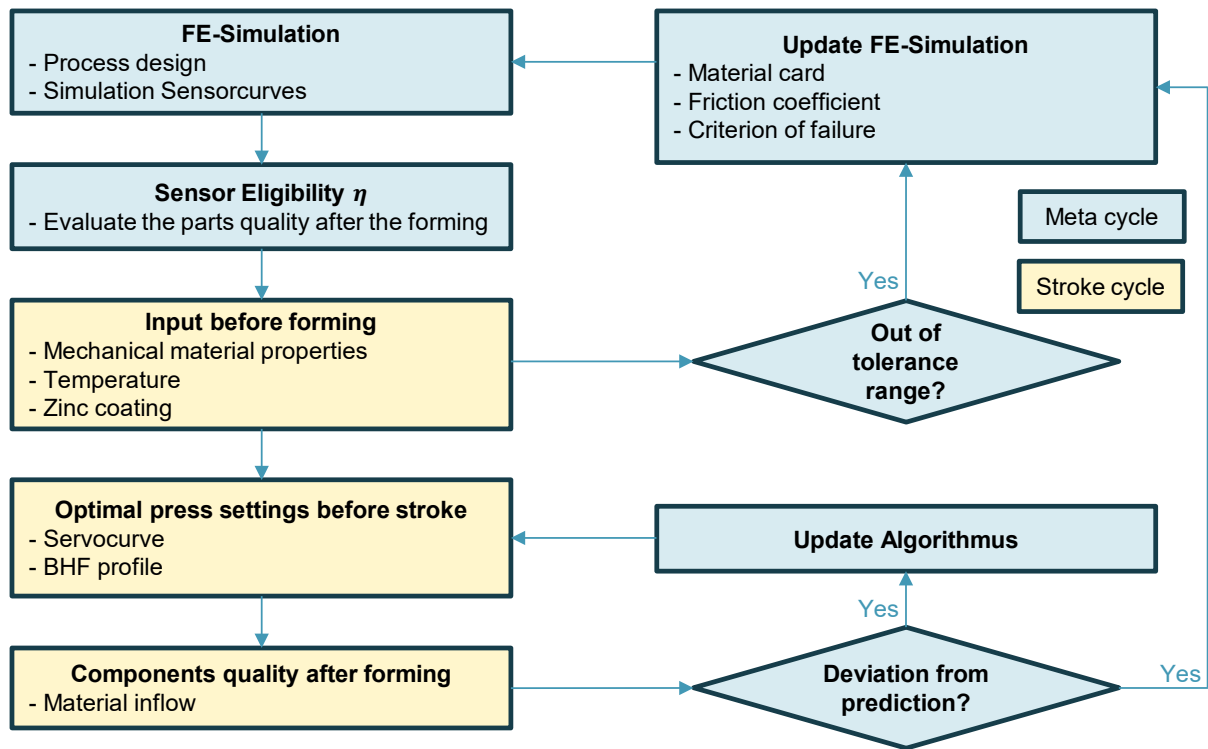 FE-Simulation
- Process design
- Simulation Sensorcurves
Update FE-Simulation
- Material card
- Friction coefficient
- Criterion of failure
Sensor Eligibility η
- Evaluate the parts quality after the forming
Meta cycle
Stroke cycle
Input before forming
- Mechanical material properties
- Temperature
- Zinc coating
Yes
Out of
tolerance
range?
Optimal press settings before stroke
- Servocurve
- BHF profile
Update Algorithmus
Yes
Components quality after forming
- Material inflow
Deviation from
prediction?
Yes